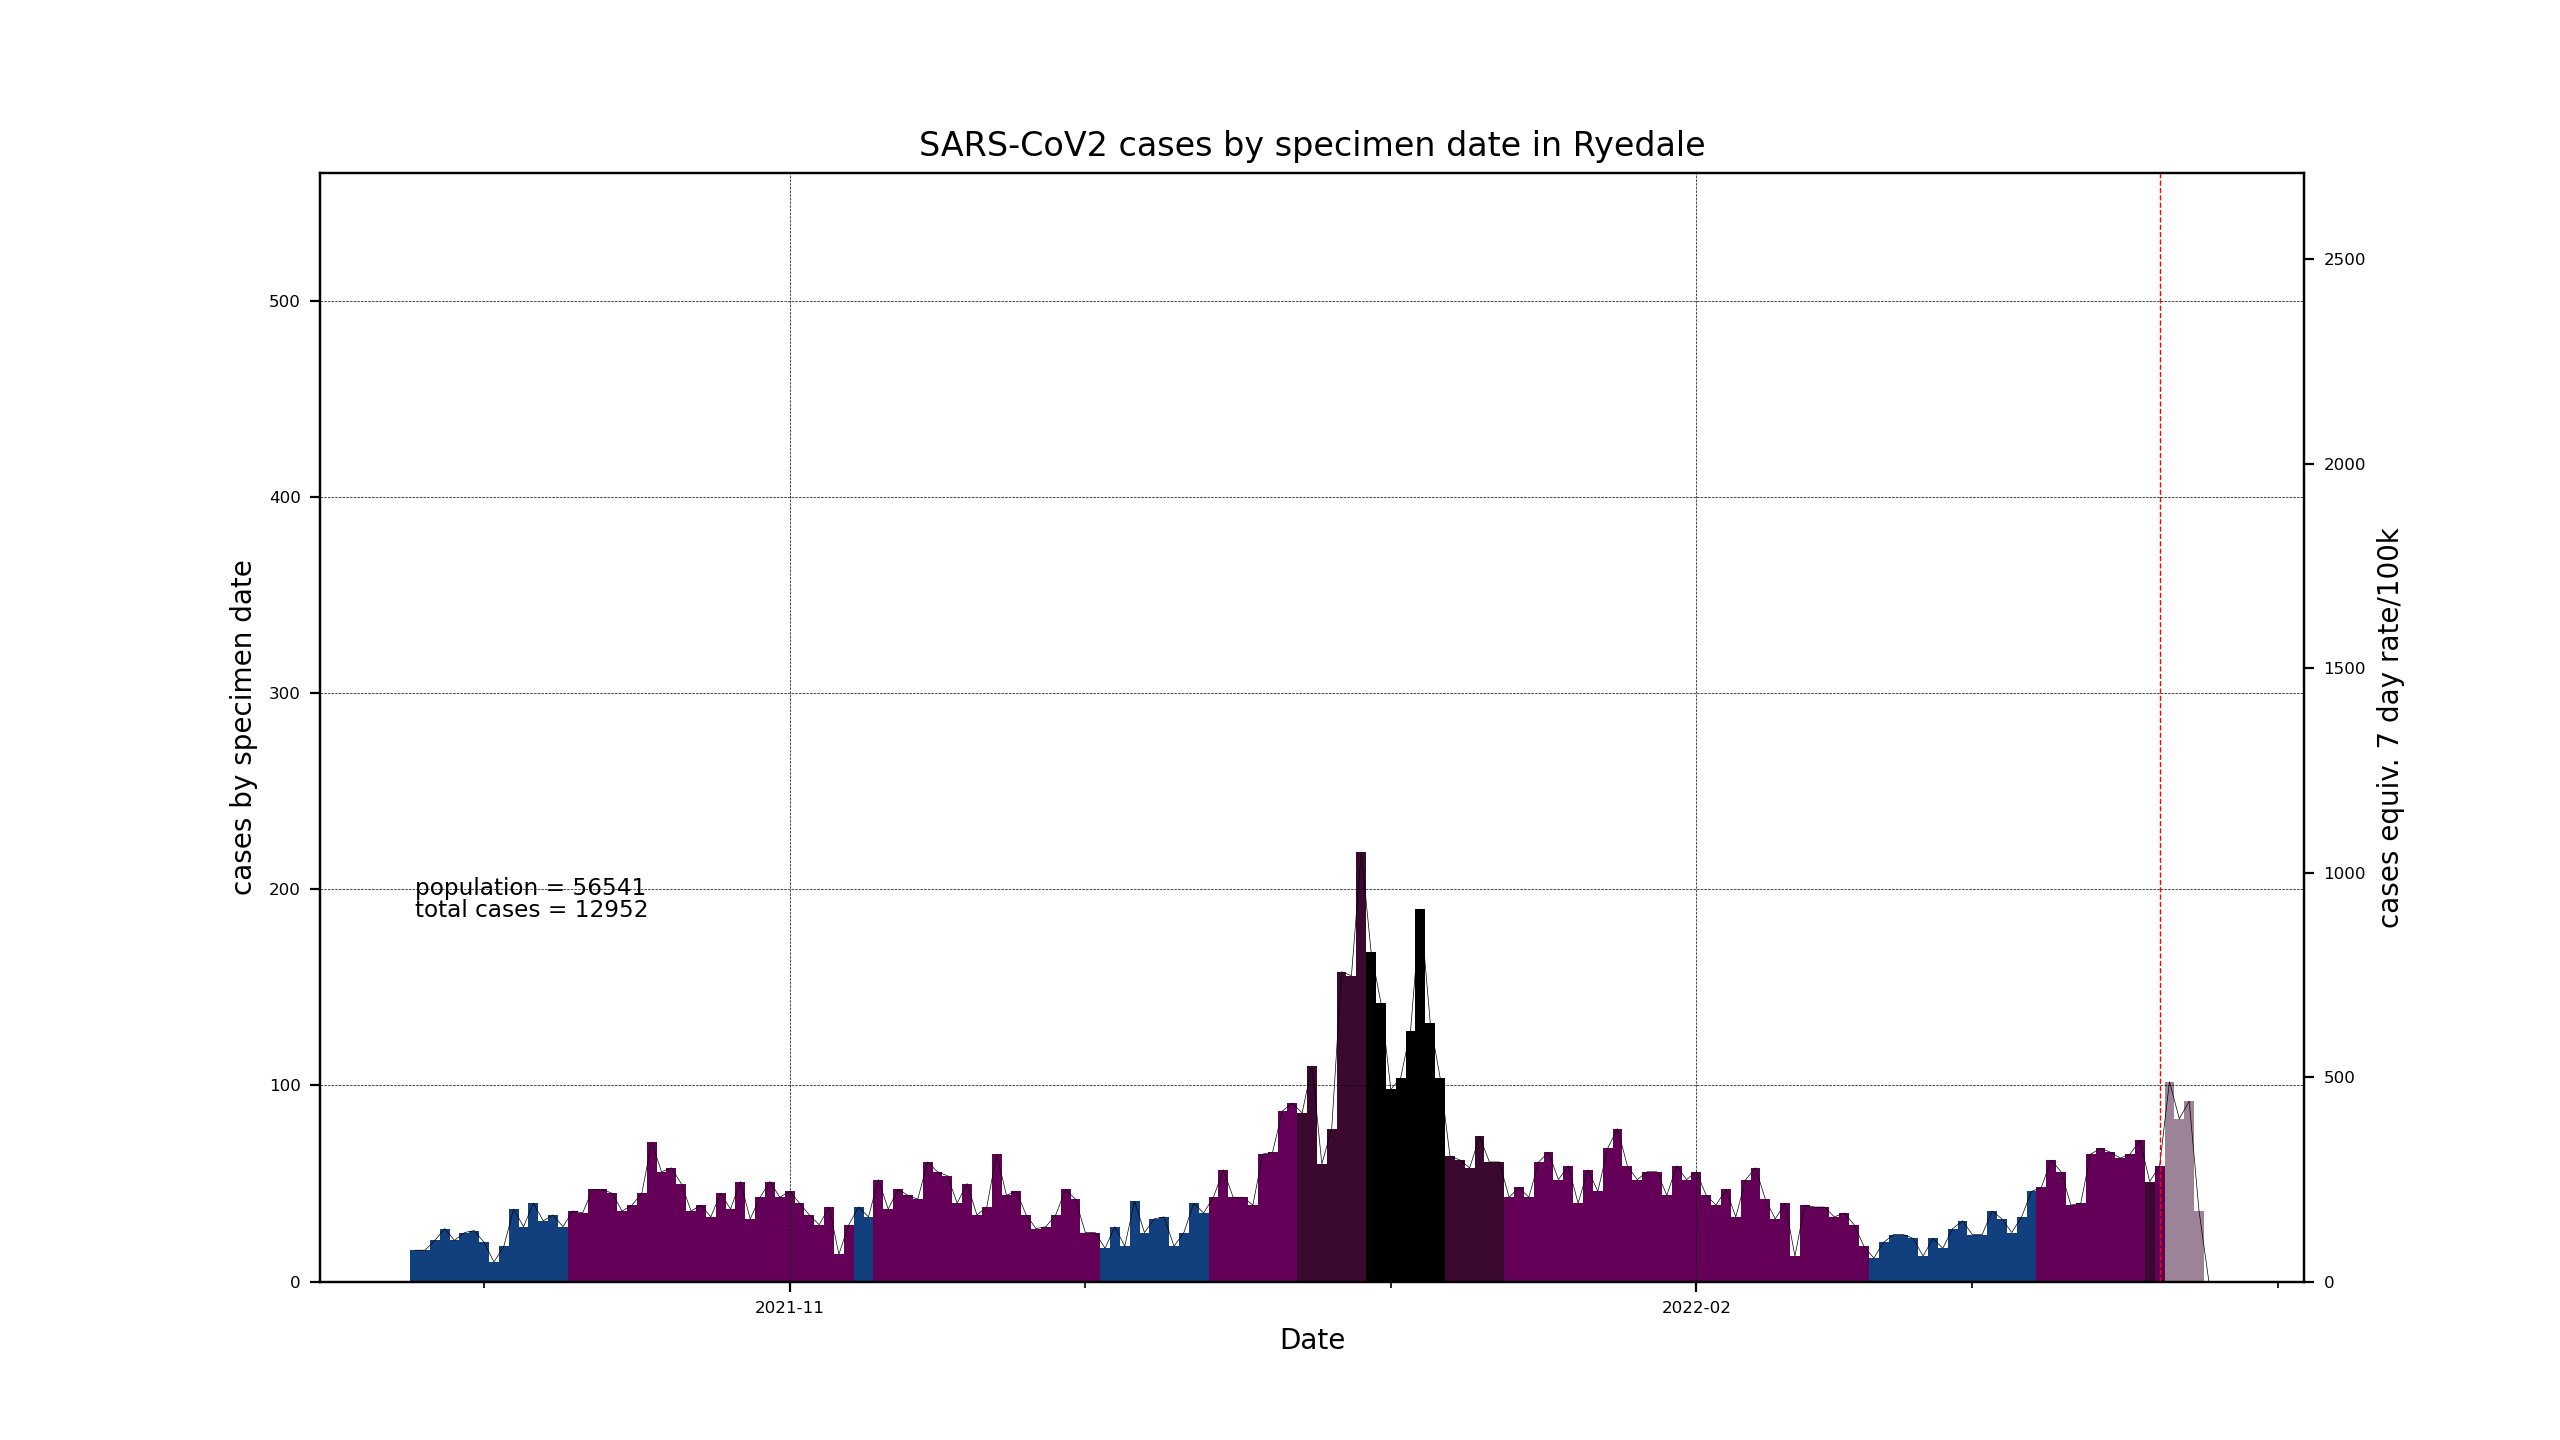 SARS-CoV2 cases by specimen date in Ryedale
cases by specimen date
500
400
300
200
100
0
population = 56541
total cases = 12952
2500
2000
1500
1000
500
0
cases equiv. 7 day rate/100k
2021-11
2022-02
Date